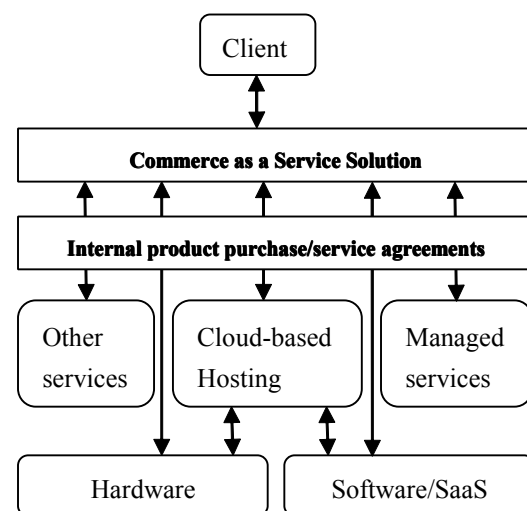 Client
Commerce as a Service Solution
Internal product purchase/service agreements
Other
services
Cloud-based
Hosting
Managed
services
Hardware
Software/SaaS